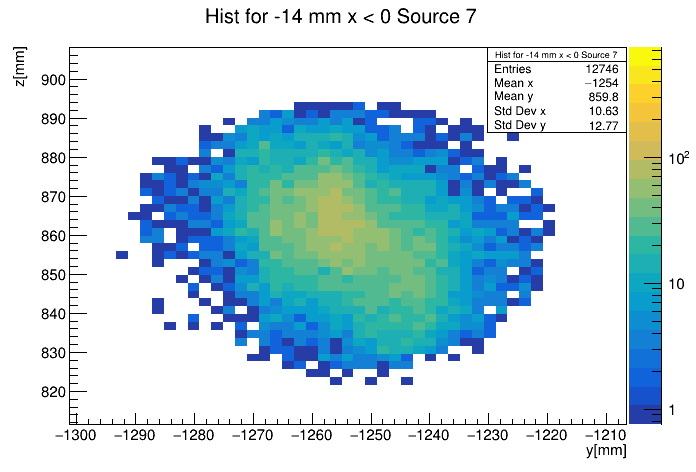 Hist for -14 mm x < 0 Source 7
z[mm]
Hist for -14 mm x < 0 Source 7
Entries 12746
Mean x −1254
Mean y 859.8
Std Dev x 10.63
Std Dev y 12.77
900
890
880
870
860
850
840
830
820
10²
10
1
−1300 −1290 −1280 −1270 −1260 −1250 −1240 −1230 −1220 −1210
y[mm]